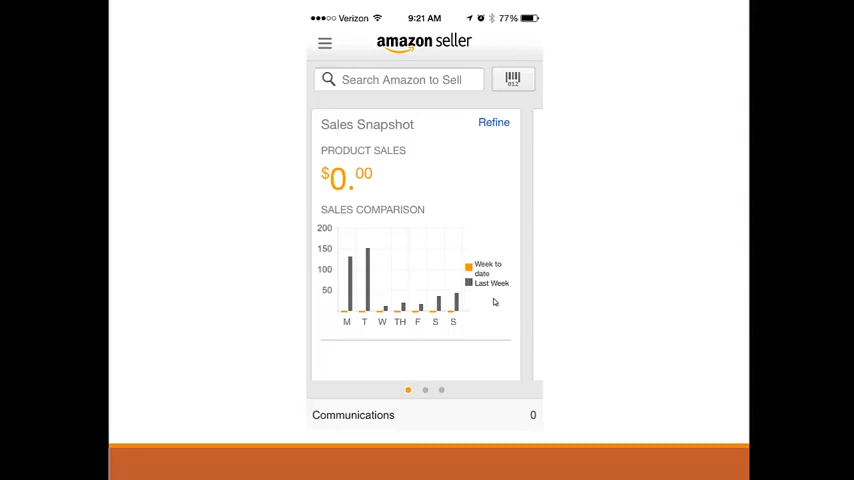 Verizon 9:21 AM 77%
amazon seller
Search Amazon to Sell
012
Sales Snapshot Refine
PRODUCT SALES
$0.00
SALES COMPARISON
200
150
100
50
Week to
date
Last Week
M T W TH F S S
Communications 0